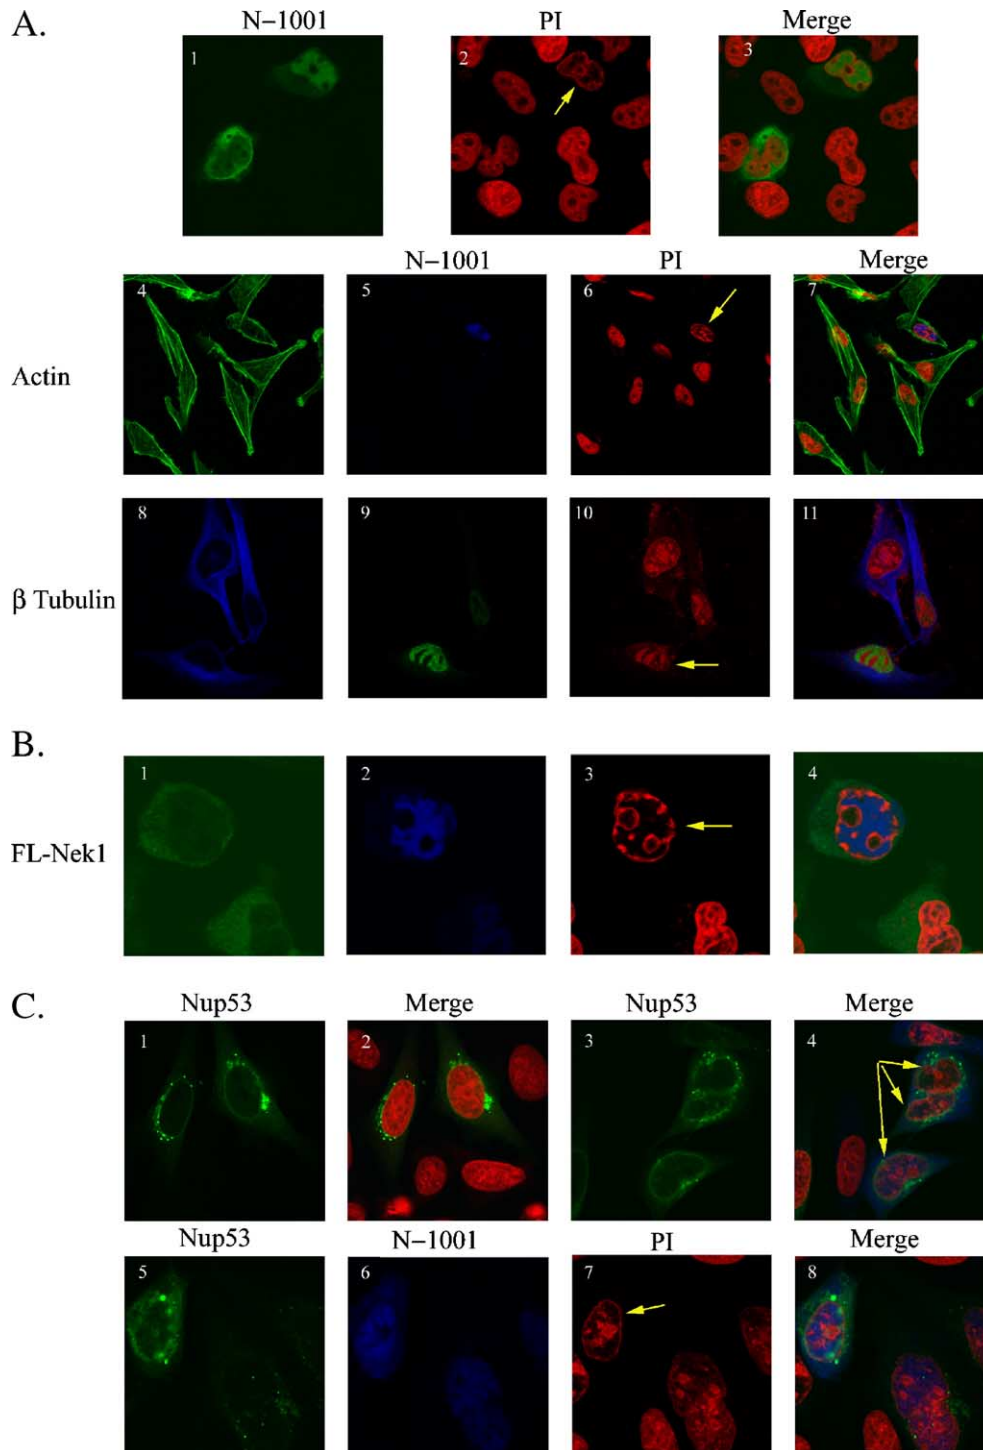 A.
N−1001 PI Merge
1 2 3
N−1001 PI Merge
Actin 4 5 6 7
β Tubulin 8 9 10 11
B.
FL-Nek1 1 2 3 4
C.
Nup53 Merge Nup53 Merge
1 2 3 4
Nup53 N−1001 PI Merge
5 6 7 8